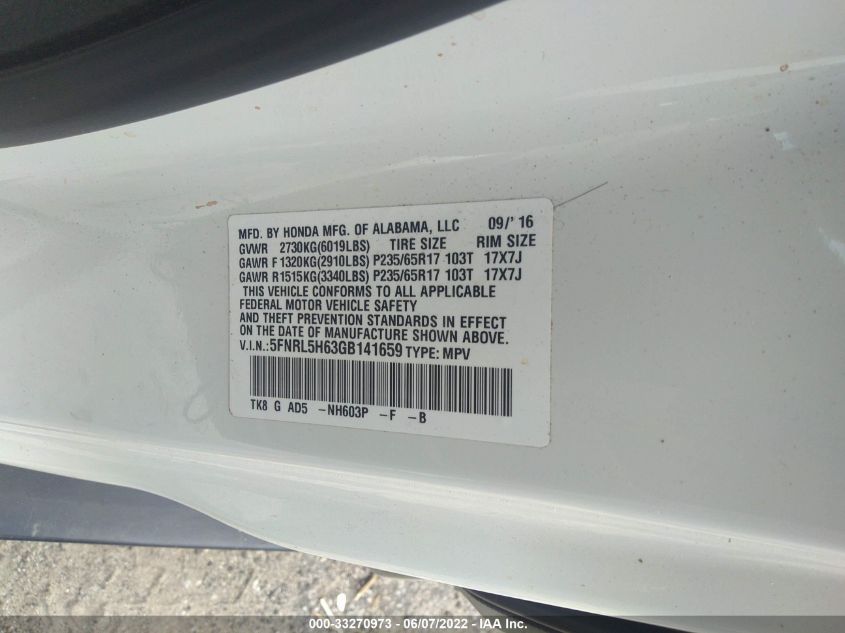 MFD. BY HONDA MFG. OF ALABAMA, LLC 09/' 16
GVWR 2730KG(6019LBS) TIRE SIZE RIM SIZE
GAWR F 1320KG(2910LBS) P235/65R17 103T 17X7J
GAWR R1515KG(3340LBS) P235/65R17 103T 17X7J
THIS VEHICLE CONFORMS TO ALL APPLICABLE
FEDERAL MOTOR VEHICLE SAFETY
AND THEFT PREVENTION STANDARDS IN EFFECT
ON THE DATE OF MANUFACTURE SHOWN ABOVE.
V.I.N.:5FNRL5H63GB141659 TYPE: MPV
TK8 G AD5 -NH603P -F -B
000-33270973 - 06/07/2022 - IAA Inc.